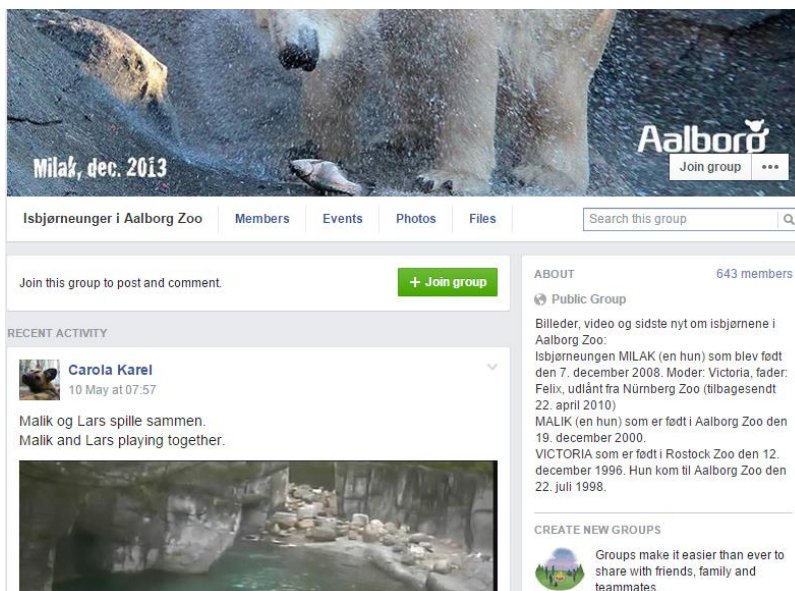 Milak, dec. 2013
Aalborg
Join group
Isbjørneunger i Aalborg Zoo
Members
Events
Photos
Files
Search this group
Join this group to post and comment.
+ Join group
RECENT ACTIVITY
Carola Karel
10 May at 07:57
Malik og Lars spille sammen.
Malik and Lars playing together.
ABOUT
643 members
Public Group
Billeder, video og sidste nyt om isbjørnene i
Aalborg Zoo:
Isbjørneungen MILAK (en hun) som blev født
den 7. december 2008. Moder: Victoria, fader:
Felix, udlånt fra Nürnberg Zoo (tilbagesendt
22. april 2010)
MALIK (en hun) som er født i Aalborg Zoo den
19. december 2000.
VICTORIA som er født i Rostock Zoo den 12.
december 1996. Hun kom til Aalborg Zoo den
22. juli 1998.
CREATE NEW GROUPS
Groups make it easier than ever to
share with friends, family and
teammates.